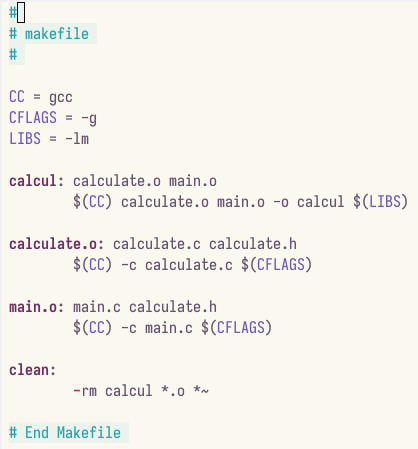 #
# makefile
#
CC = gcc
CFLAGS = -g
LIBS = -lm
calcul: calculate.o main.o
	$(CC) calculate.o main.o -o calcul $(LIBS)
calculate.o: calculate.c calculate.h
	$(CC) -c calculate.c $(CFLAGS)
main.o: main.c calculate.h
	$(CC) -c main.c $(CFLAGS)
clean:
	-rm calcul *.o *~
# End Makefile